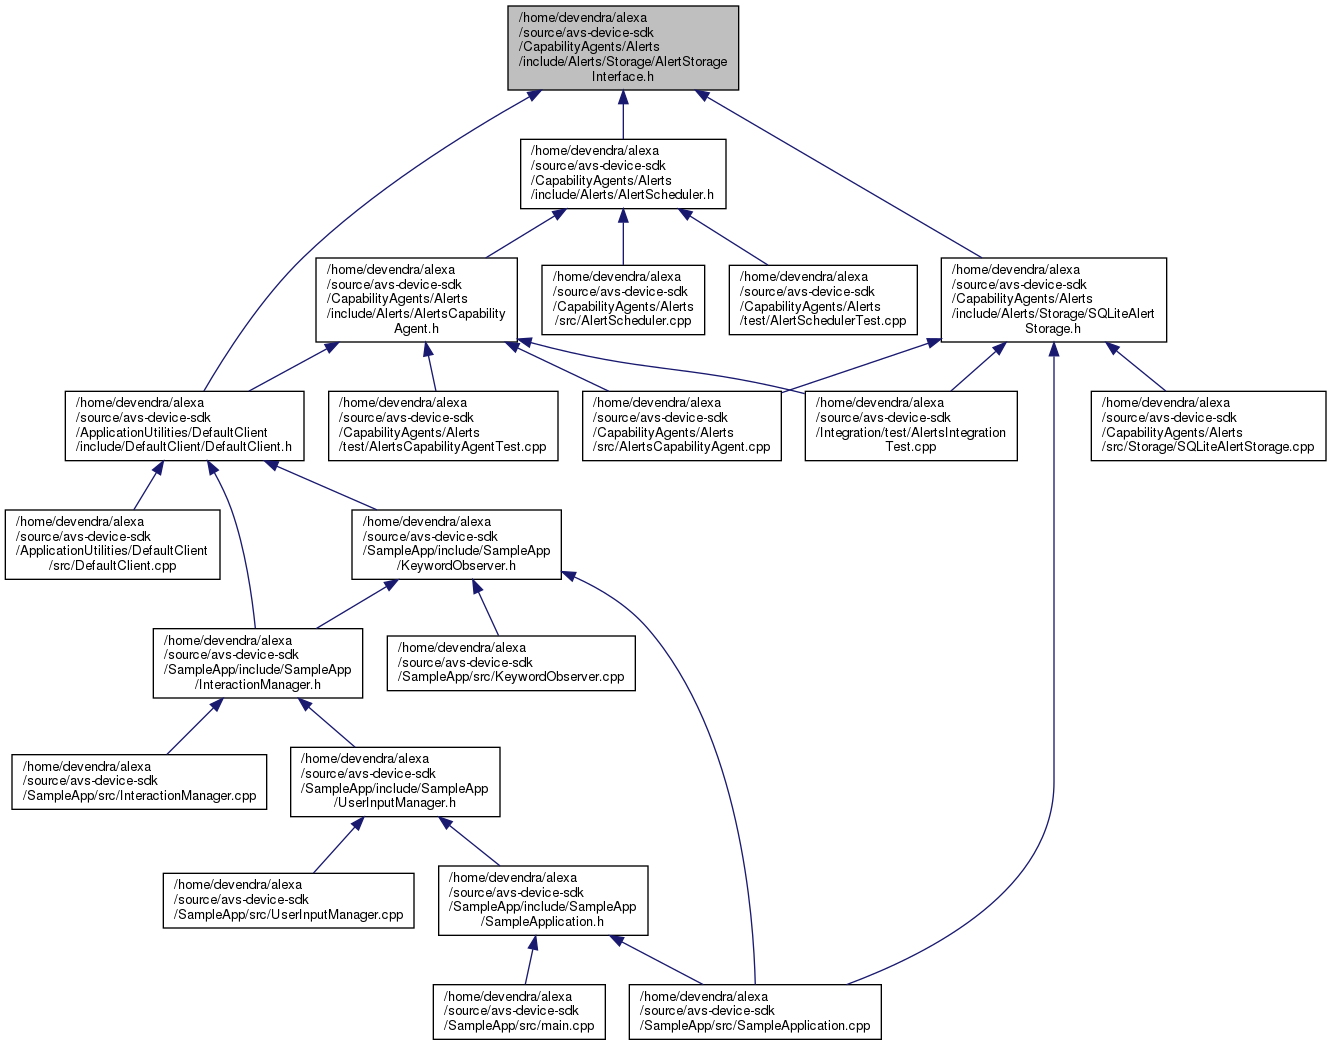 /home/devendra/alexa
/source/avs-device-sdk
/CapabilityAgents/Alerts
/include/Alerts/Storage/AlertStorage
Interface.h
/home/devendra/alexa
/source/avs-device-sdk
/CapabilityAgents/Alerts
/include/Alerts/AlertScheduler.h
/home/devendra/alexa
/source/avs-device-sdk
/CapabilityAgents/Alerts
/include/Alerts/AlertsCapability
Agent.h
/home/devendra/alexa
/source/avs-device-sdk
/CapabilityAgents/Alerts
/src/AlertScheduler.cpp
/home/devendra/alexa
/source/avs-device-sdk
/CapabilityAgents/Alerts
/test/AlertSchedulerTest.cpp
/home/devendra/alexa
/source/avs-device-sdk
/CapabilityAgents/Alerts
/include/Alerts/Storage/SQLiteAlert
Storage.h
/home/devendra/alexa
/source/avs-device-sdk
/ApplicationUtilities/DefaultClient
/include/DefaultClient/DefaultClient.h
/home/devendra/alexa
/source/avs-device-sdk
/CapabilityAgents/Alerts
/test/AlertsCapabilityAgentTest.cpp
/home/devendra/alexa
/source/avs-device-sdk
/CapabilityAgents/Alerts
/src/AlertsCapabilityAgent.cpp
/home/devendra/alexa
/source/avs-device-sdk
/Integration/test/AlertsIntegration
Test.cpp
/home/devendra/alexa
/source/avs-device-sdk
/CapabilityAgents/Alerts
/src/Storage/SQLiteAlertStorage.cpp
/home/devendra/alexa
/source/avs-device-sdk
/ApplicationUtilities/DefaultClient
/src/DefaultClient.cpp
/home/devendra/alexa
/source/avs-device-sdk
/SampleApp/include/SampleApp
/KeywordObserver.h
/home/devendra/alexa
/source/avs-device-sdk
/SampleApp/include/SampleApp
/InteractionManager.h
/home/devendra/alexa
/source/avs-device-sdk
/SampleApp/src/KeywordObserver.cpp
/home/devendra/alexa
/source/avs-device-sdk
/SampleApp/src/InteractionManager.cpp
/home/devendra/alexa
/source/avs-device-sdk
/SampleApp/include/SampleApp
/UserInputManager.h
/home/devendra/alexa
/source/avs-device-sdk
/SampleApp/src/UserInputManager.cpp
/home/devendra/alexa
/source/avs-device-sdk
/SampleApp/include/SampleApp
/SampleApplication.h
/home/devendra/alexa
/source/avs-device-sdk
/SampleApp/src/main.cpp
/home/devendra/alexa
/source/avs-device-sdk
/SampleApp/src/SampleApplication.cpp